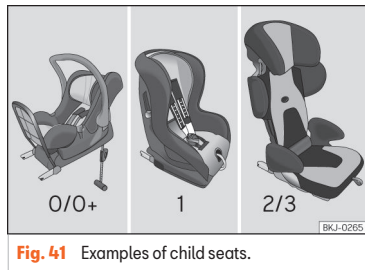 0/0+
1
2/3
BKJ-0265
Fig. 41 Examples of child seats.